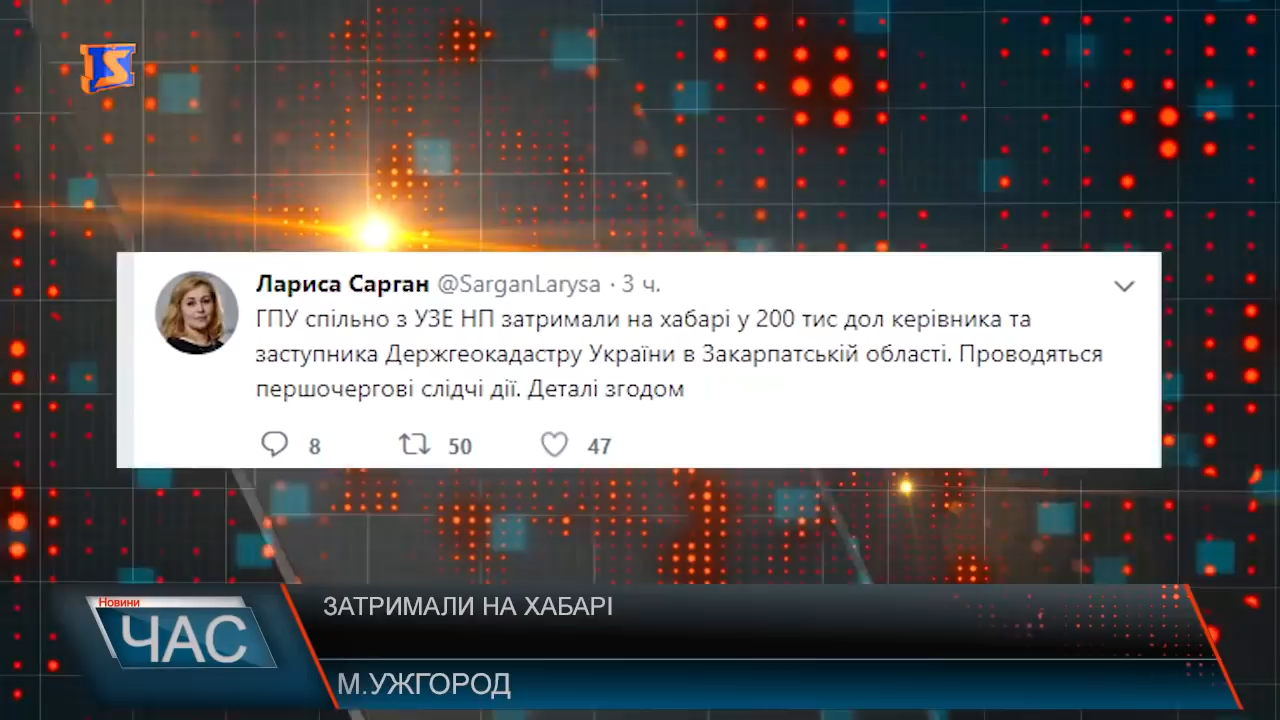 IS
Лариса Сарган @SarganLarysa · 3 ч.
ГПУ спільно з УЗЕ НП затримали на хабарі у 200 тис дол керівника та
заступника Держгеокадастру України в Закарпатській області. Проводяться
першочергові слідчі дії. Деталі згодом
8 50 47
Новини
ЧАС
ЗАТРИМАЛИ НА ХАБАРІ
М.УЖГОРОД